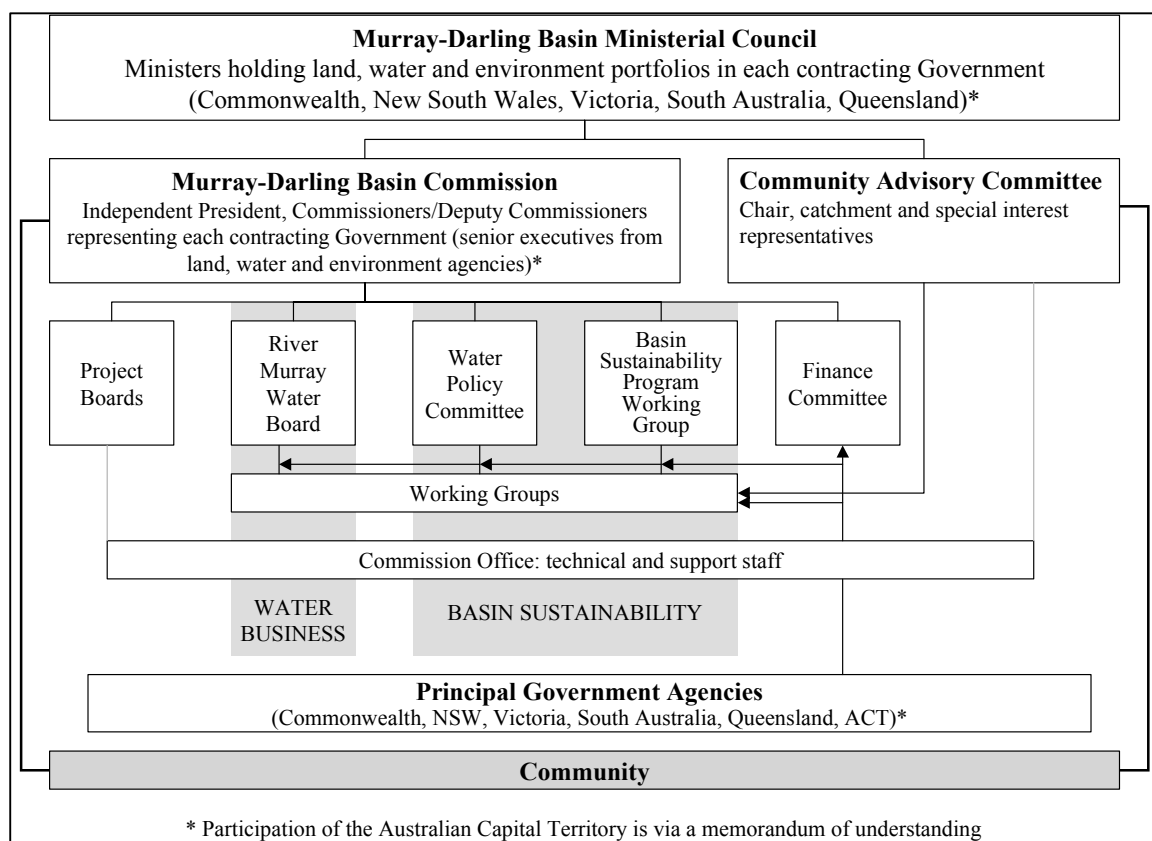 Murray-Darling Basin Ministerial Council
Ministers holding land, water and environment portfolios in each contracting Government
(Commonwealth, New South Wales, Victoria, South Australia, Queensland)*
Murray-Darling Basin Commission
Independent President, Commissioners/Deputy Commissioners
representing each contracting Government (senior executives from
land, water and environment agencies)*
Community Advisory Committee
Chair, catchment and special interest
representatives
Project
Boards
River
Murray
Water
Board
Water
Policy
Committee
Basin
Sustainability
Program
Working
Group
Finance
Committee
Working Groups
Commission Office: technical and support staff
WATER
BUSINESS
BASIN SUSTAINABILITY
Principal Government Agencies
(Commonwealth, NSW, Victoria, South Australia, Queensland, ACT)*
Community
* Participation of the Australian Capital Territory is via a memorandum of understanding